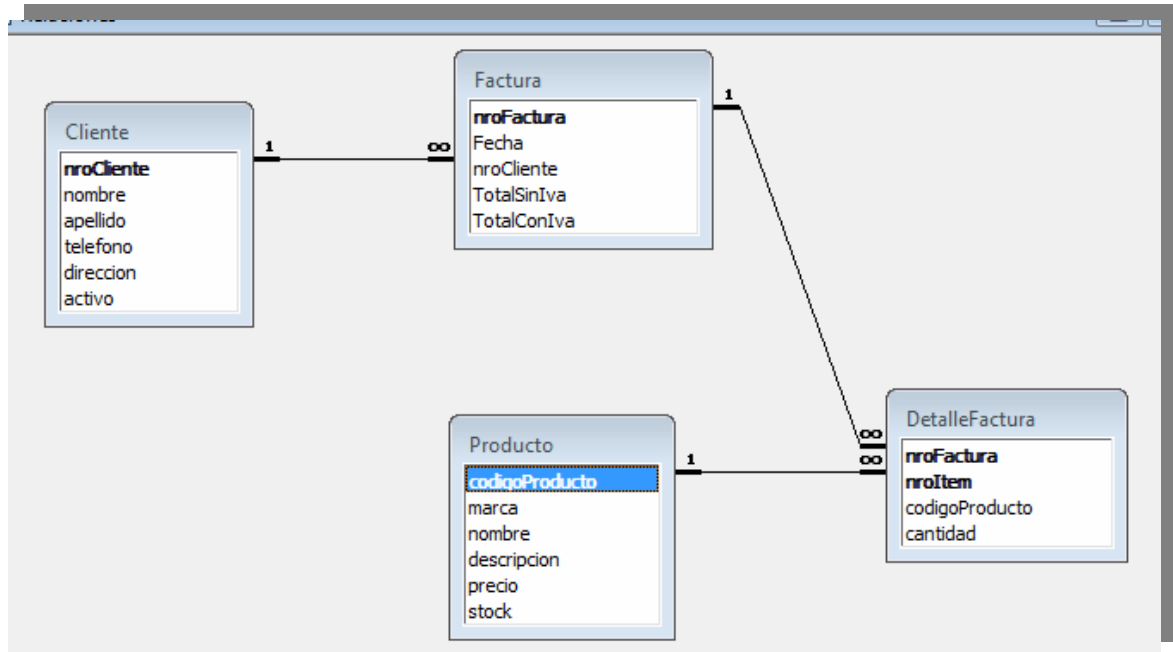 Cliente
nroCliente
nombre
apellido
telefono
direccion
activo
1
∞
Factura
nroFactura
Fecha
nroCliente
TotalSinIva
TotalConIva
1
∞
Producto
codigoProducto
marca
nombre
descripcion
precio
stock
1
∞
DetalleFactura
nroFactura
nroItem
codigoProducto
cantidad